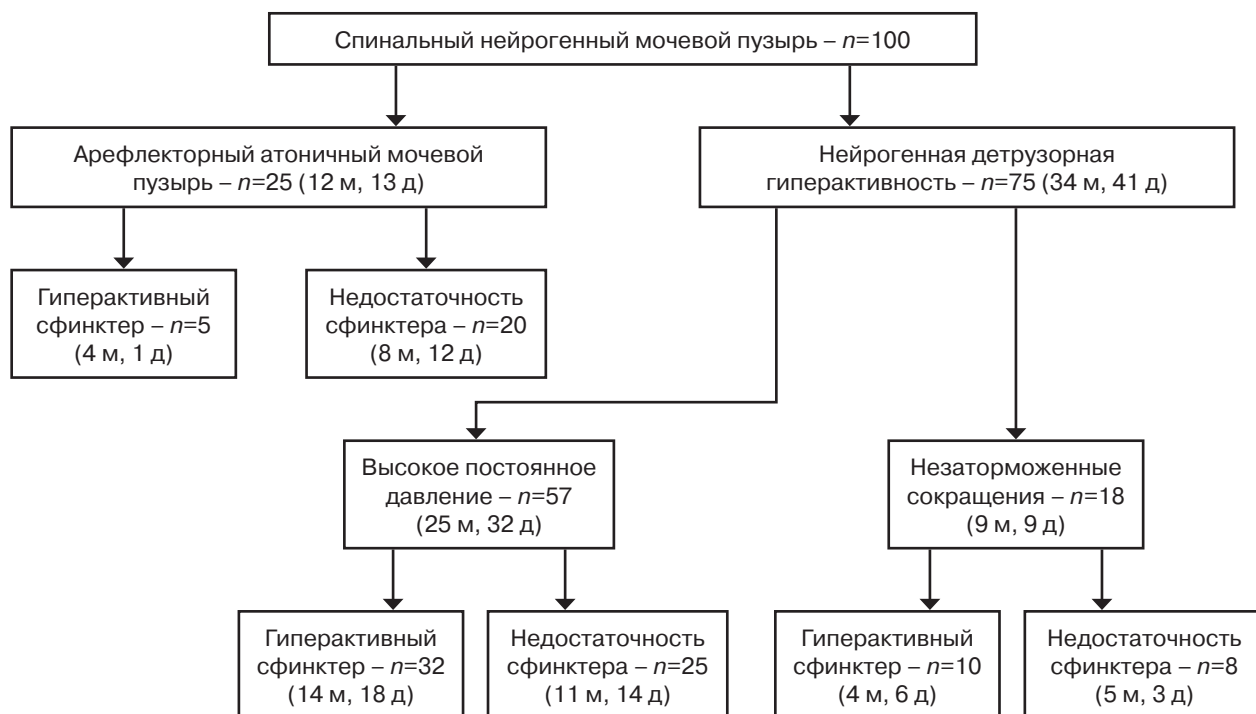 Спинальный нейрогенный мочевой пузырь – n=100
Арефлекторный атоничный мочевой
пузырь – n=25 (12 м, 13 д)
Нейрогенная детрузорная
гиперактивность – n=75 (34 м, 41 д)
Гиперактивный
сфинктер – n=5
(4 м, 1 д)
Недостаточность
сфинктера – n=20
(8 м, 12 д)
Высокое постоянное
давление – n=57
(25 м, 32 д)
Незаторможенные
сокращения – n=18
(9 м, 9 д)
Гиперактивный
сфинктер – n=32
(14 м, 18 д)
Недостаточность
сфинктера – n=25
(11 м, 14 д)
Гиперактивный
сфинктер – n=10
(4 м, 6 д)
Недостаточность
сфинктера – n=8
(5 м, 3 д)